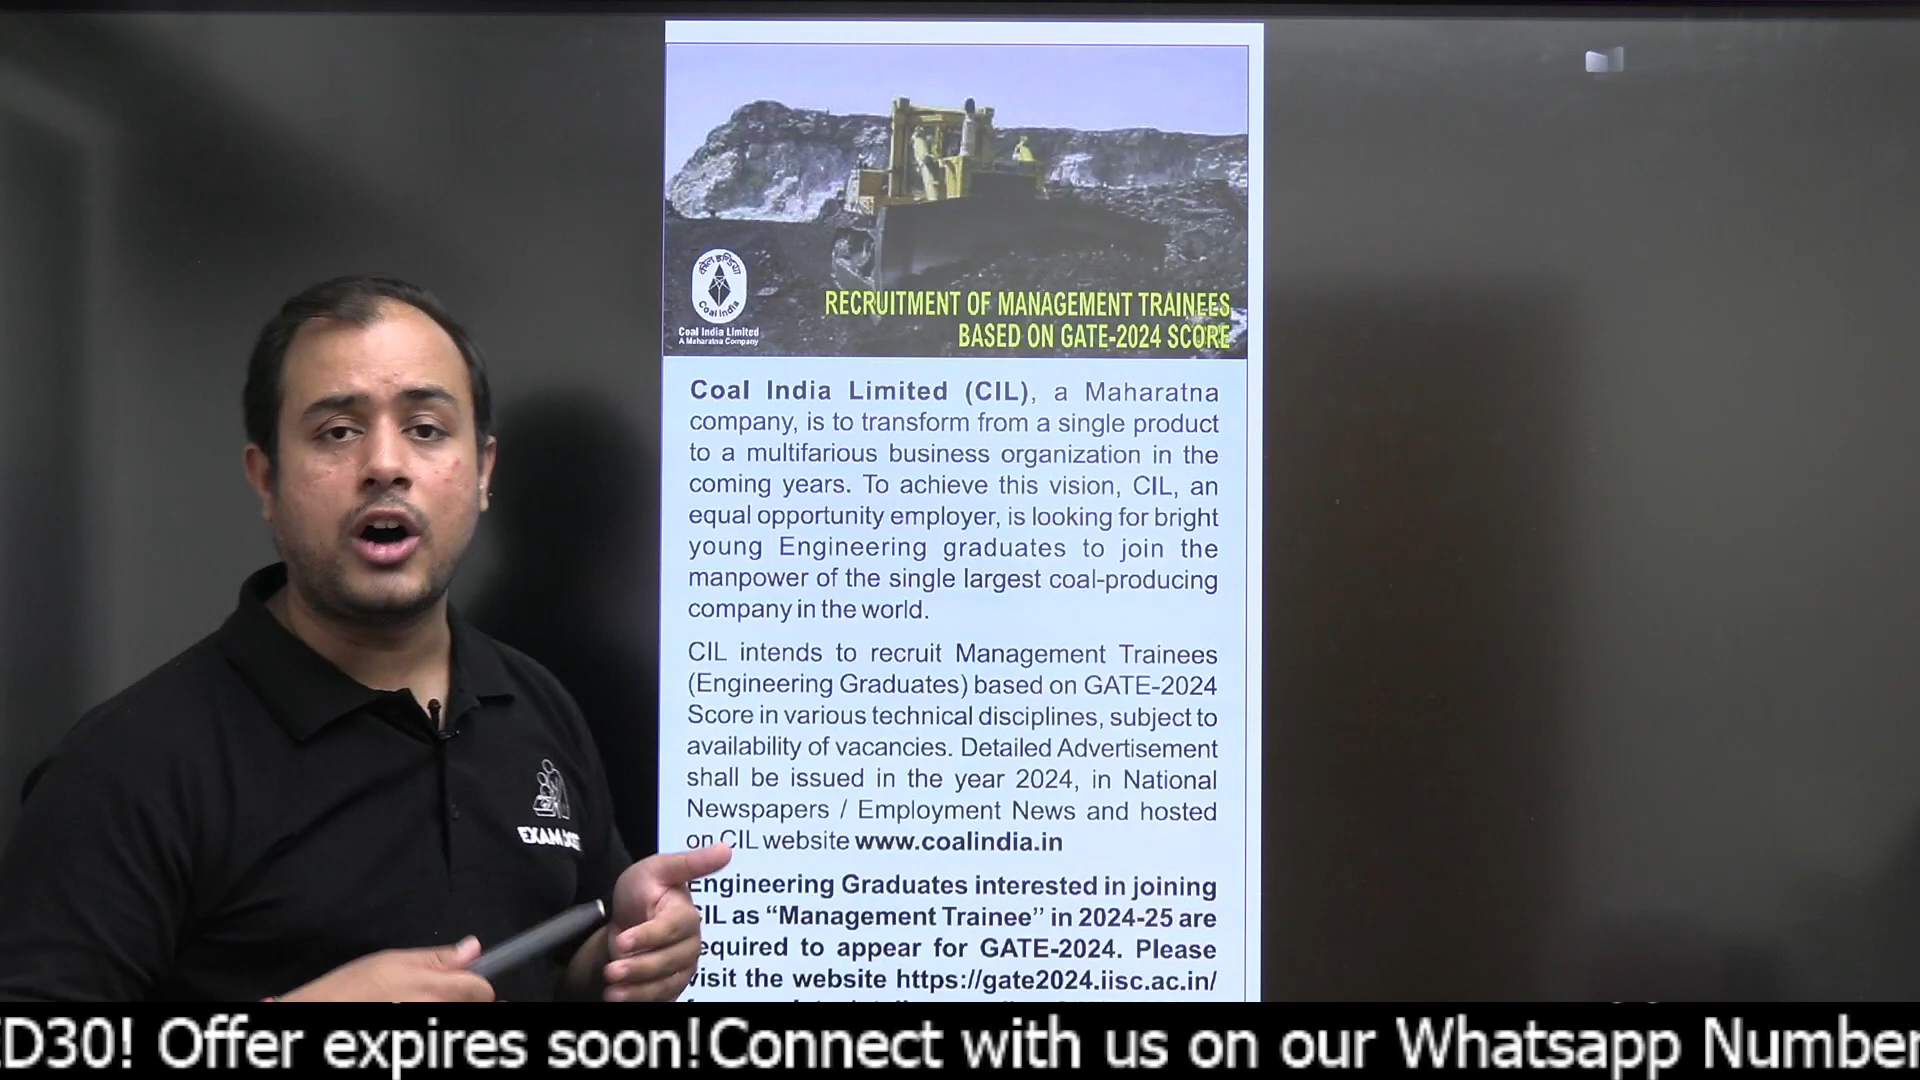 कोल इण्डिया
Coal India
Coal India Limited
A Maharatna Company
RECRUITMENT OF MANAGEMENT TRAINEES
BASED ON GATE-2024 SCORE
Coal India Limited (CIL), a Maharatna
company, is to transform from a single product
to a multifarious business organization in the
coming years. To achieve this vision, CIL, an
equal opportunity employer, is looking for bright
young Engineering graduates to join the
manpower of the single largest coal-producing
company in the world.
CIL intends to recruit Management Trainees
(Engineering Graduates) based on GATE-2024
Score in various technical disciplines, subject to
availability of vacancies. Detailed Advertisement
shall be issued in the year 2024, in National
Newspapers / Employment News and hosted
on CIL website www.coalindia.in
Engineering Graduates interested in joining
CIL as “Management Trainee” in 2024-25 are
required to appear for GATE-2024. Please
visit the website https://gate2024.iisc.ac.in/
ED30! Offer expires soon!Connect with us on our Whatsapp Number